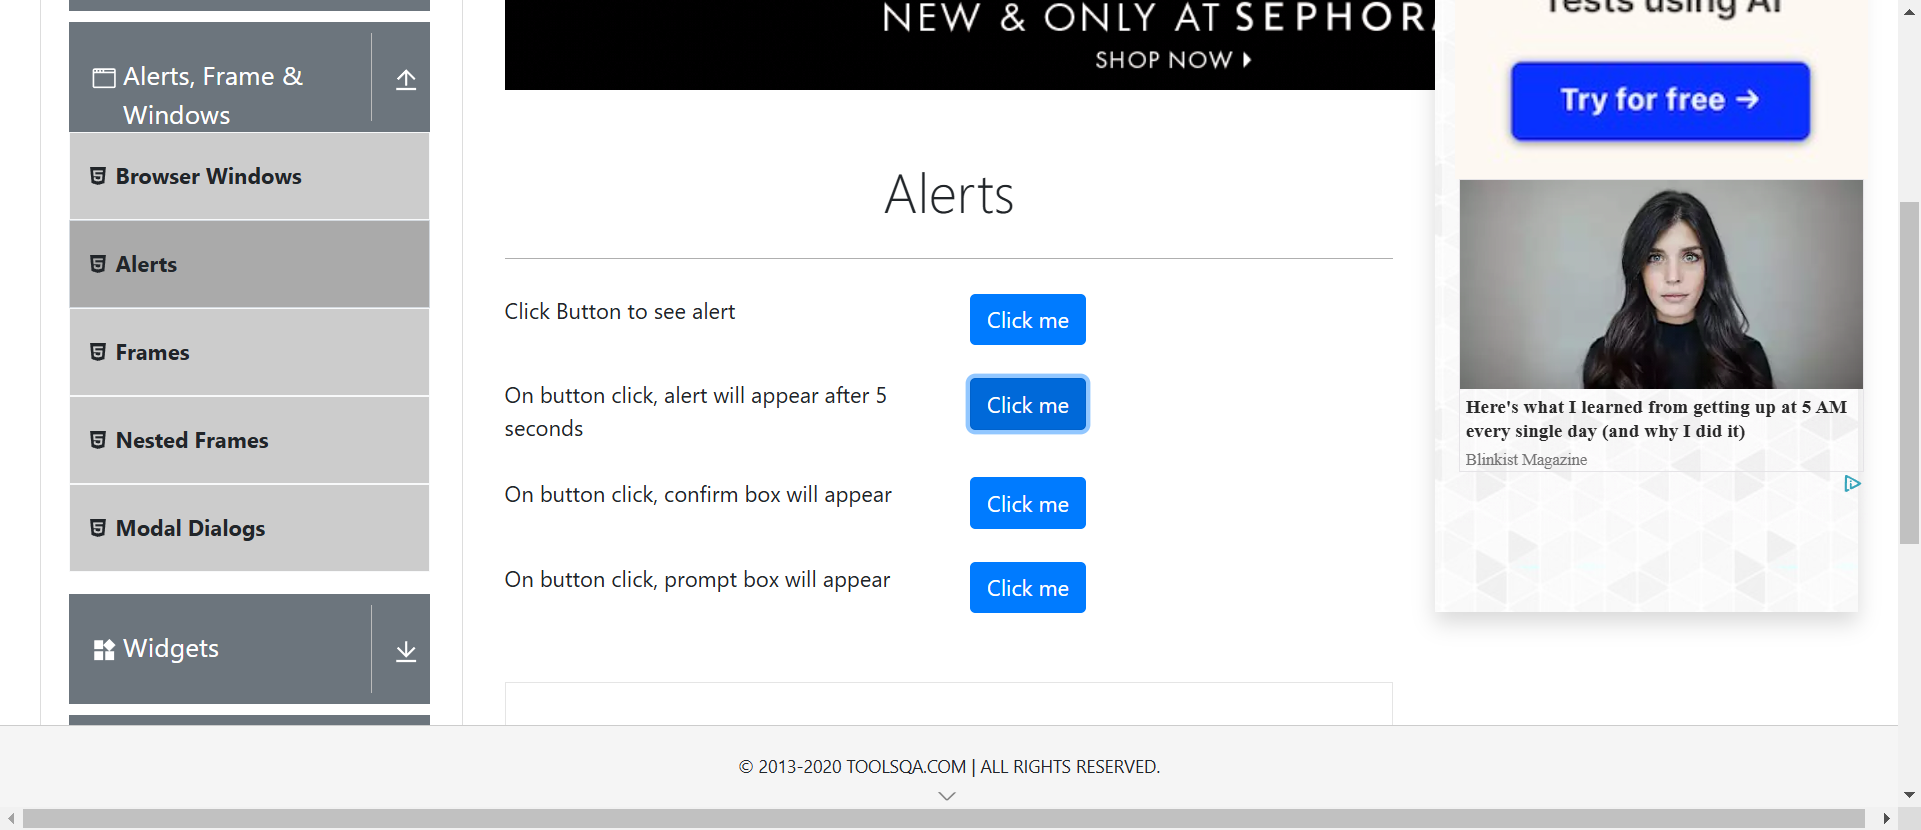 NEW & ONLY AT SEPHORA
SHOP NOW
Tests using AI
Try for free →
Alerts, Frame &
Windows
Browser Windows
Alerts
Frames
Nested Frames
Modal Dialogs
Widgets
Alerts
Click Button to see alert
Click me
On button click, alert will appear after 5
seconds
Click me
On button click, confirm box will appear
Click me
On button click, prompt box will appear
Click me
Here's what I learned from getting up at 5 AM
every single day (and why I did it)
Blinkist Magazine
© 2013-2020 TOOLSQA.COM | ALL RIGHTS RESERVED.